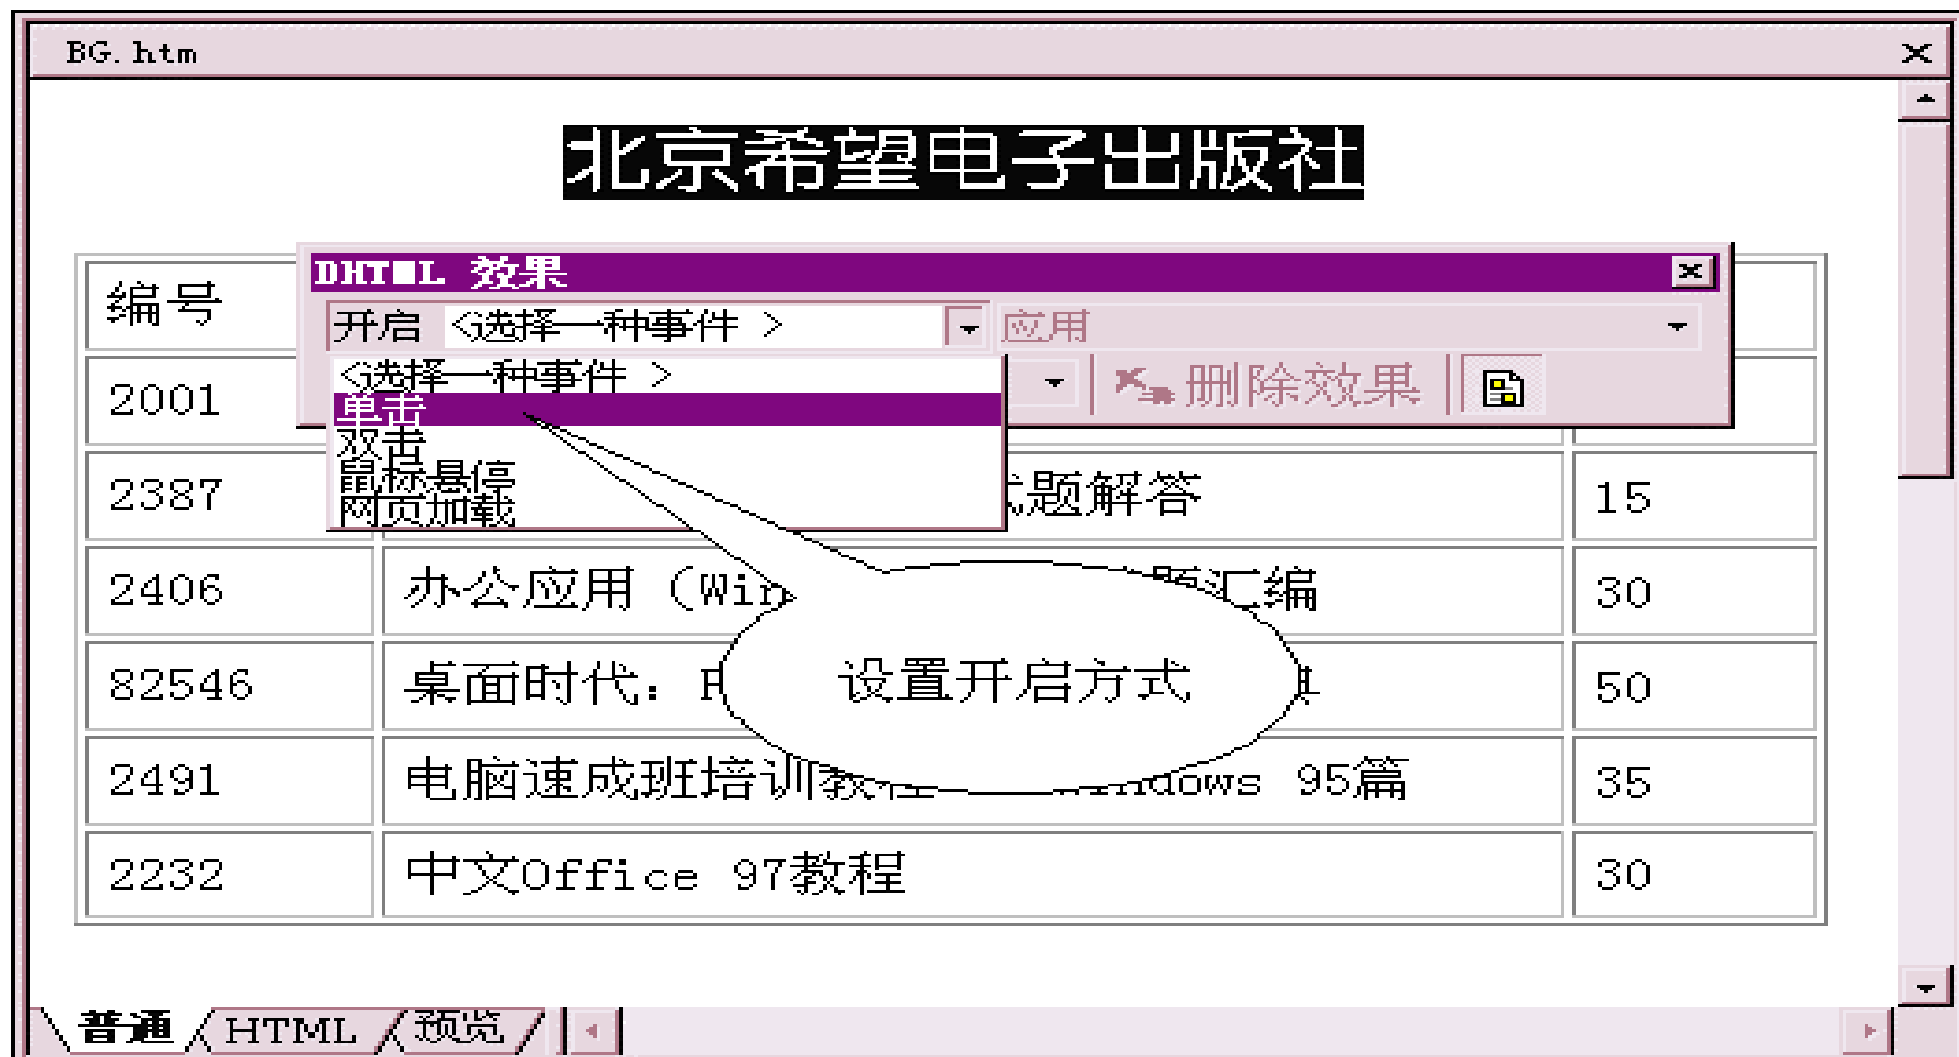 BG.htm
北京希望电子出版社
DHTML 效果
编号
开启 <选择一种事件 > 应用
<选择一种事件 >
删除效果
2001
单击
双击
鼠标悬停
网页加载
2387 试题解答 15
2406 办公应用 (Win 题汇编 30
82546 桌面时代: 50
设置开启方式
2491 电脑速成班培训教程 Windows 95篇 35
2232 中文Office 97教程 30
普通 HTML 预览